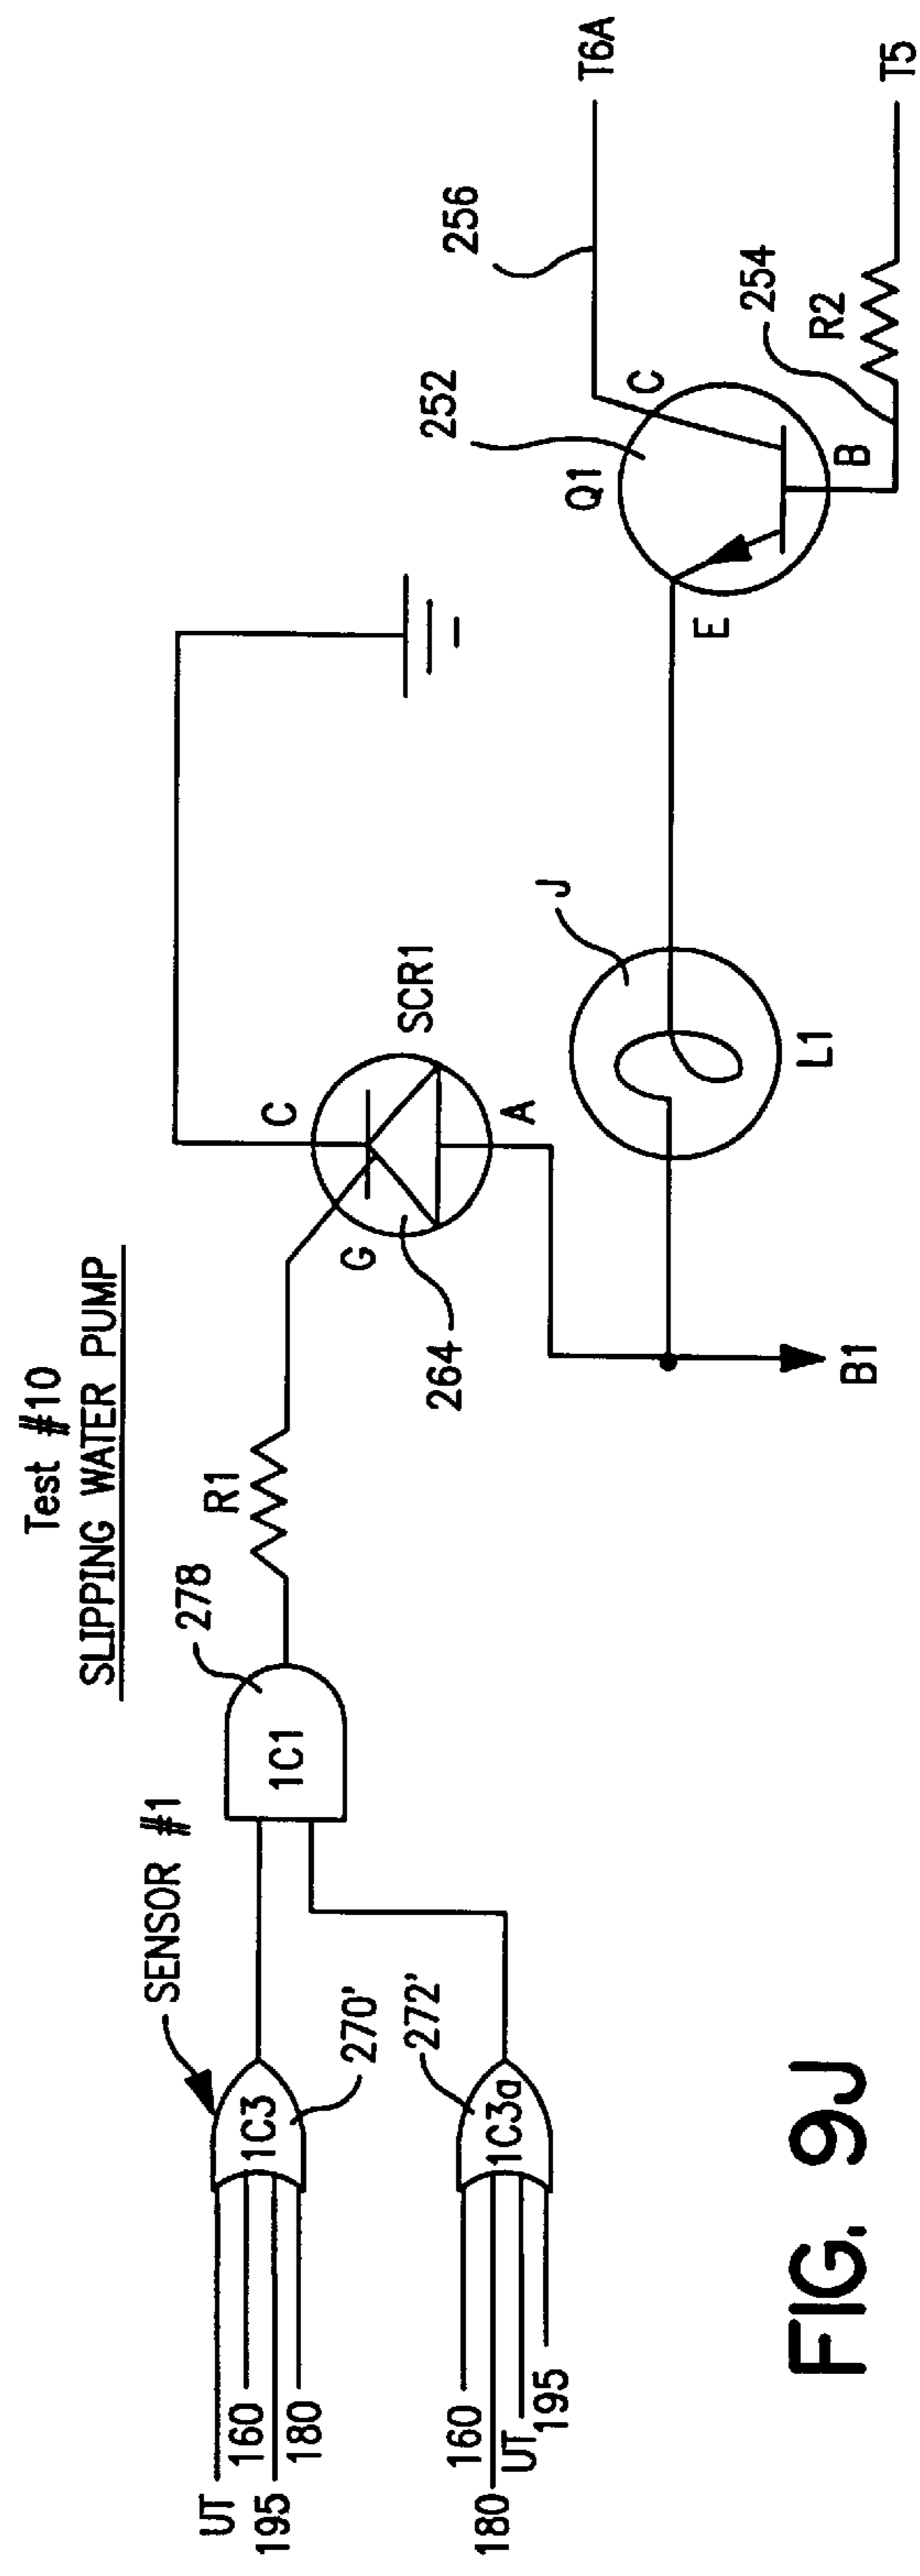 Test #10
SLIPPING WATER PUMP
SENSOR #1
278
R1
1C1
UT
160
195
180
1C3
270'
272'
160
180
UT
195
1C3a
264
G
C
A
SCR1
B1
J
L1
252
Q1
E
C
B
256
T6A
254
R2
T5
FIG. 9J